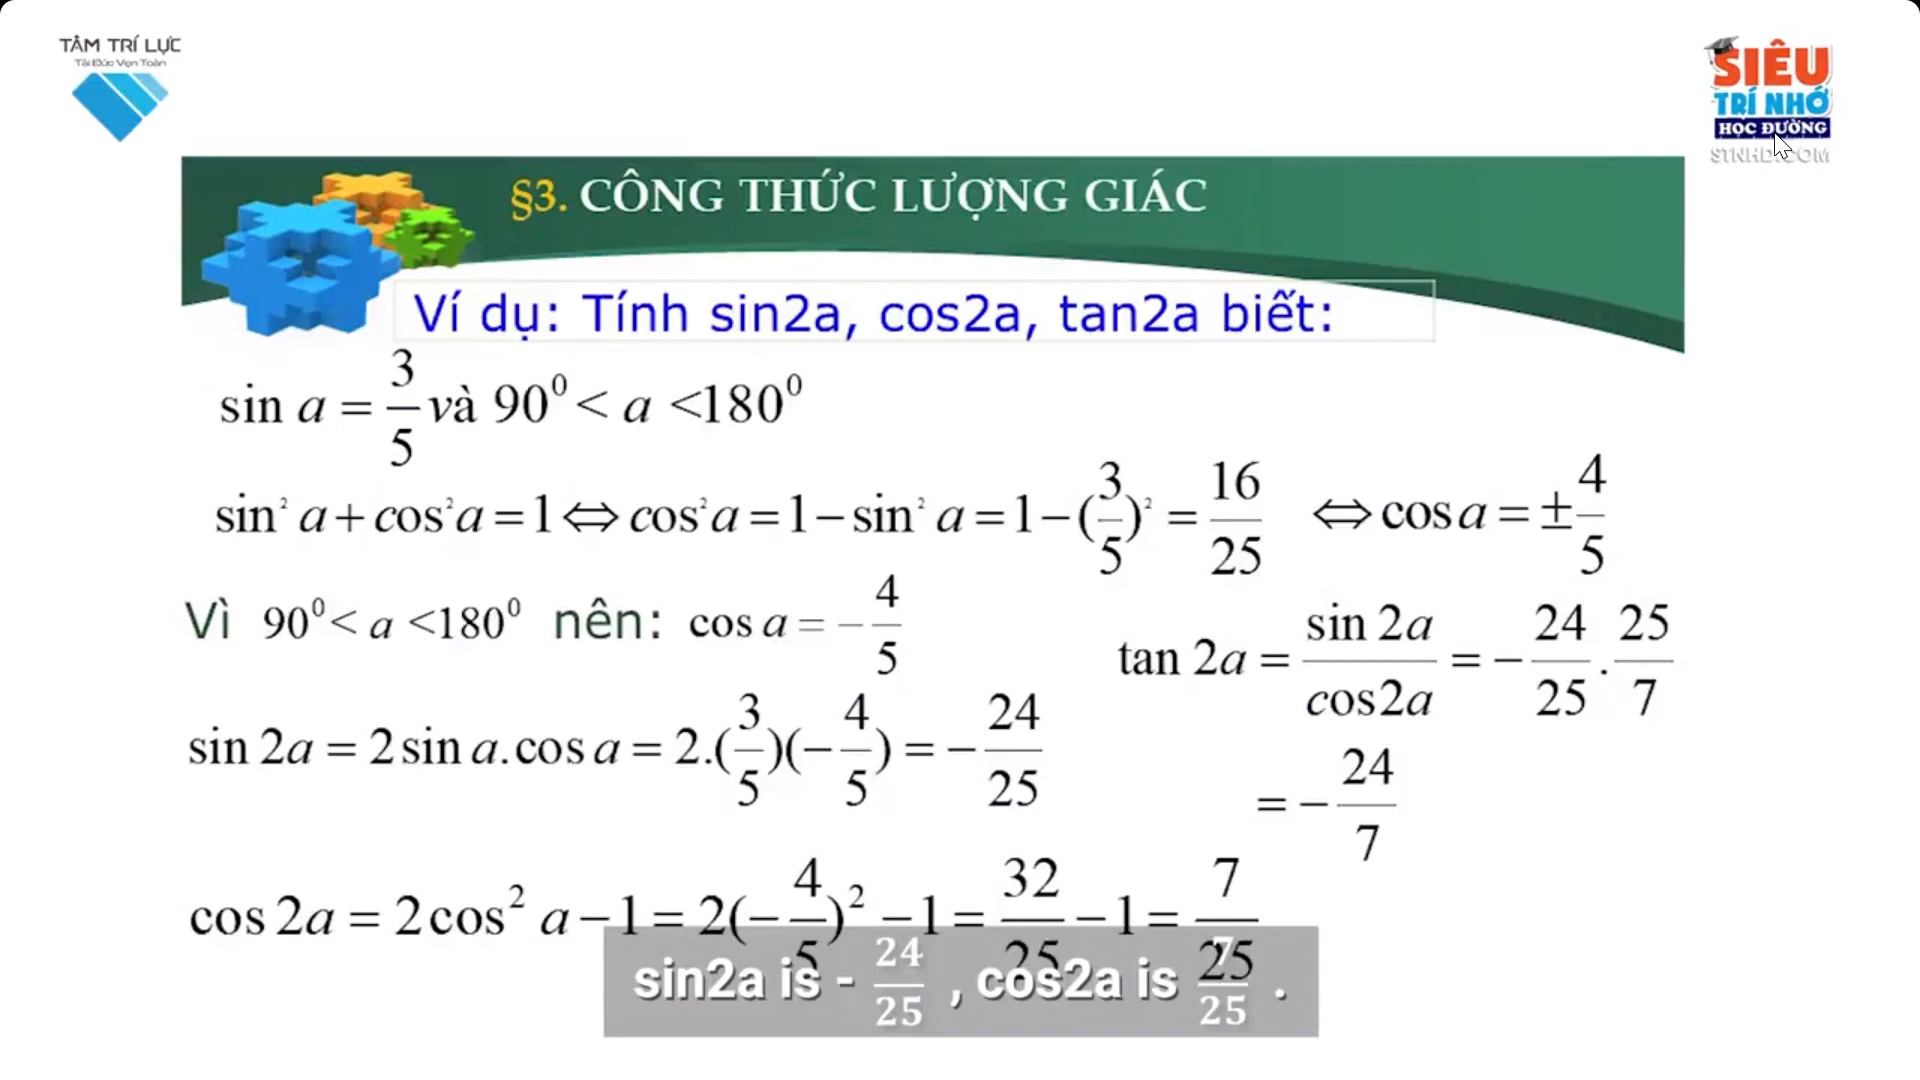 TÂM TRÍ LỰC
Tài Đức Vẹn Toàn
SIÊU
TRÍ NHỚ
HỌC ĐƯỜNG
STNHD.COM
§3. CÔNG THỨC LƯỢNG GIÁC
Ví dụ: Tính sin2a, cos2a, tan2a biết:
sin a = 3/5 và 90⁰ < a < 180⁰
sin² a + cos² a = 1 ⇔ cos² a = 1 − sin² a = 1 − (3/5)² = 16/25 ⇔ cos a = ± 4/5
Vì 90⁰ < a < 180⁰ nên: cos a = − 4/5
tan 2a = sin 2a / cos2a = − 24/25 . 25/7
= − 24/7
sin 2a = 2 sin a . cos a = 2.(3/5)(− 4/5) = − 24/25
cos 2a = 2 cos² a − 1 = 2(− 4/5)² − 1 = 32/25 − 1 = 7/25
sin2a is - 24/25 , cos2a is 7/25 .